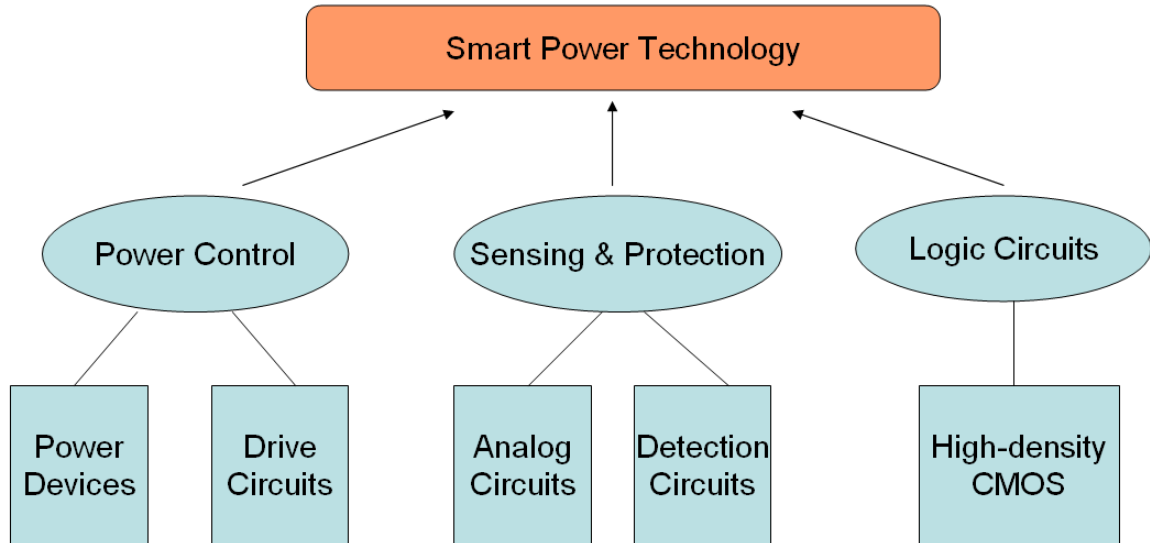 Smart Power Technology
Power Control
Sensing & Protection
Logic Circuits
Power
Devices
Drive
Circuits
Analog
Circuits
Detection
Circuits
High-density
CMOS